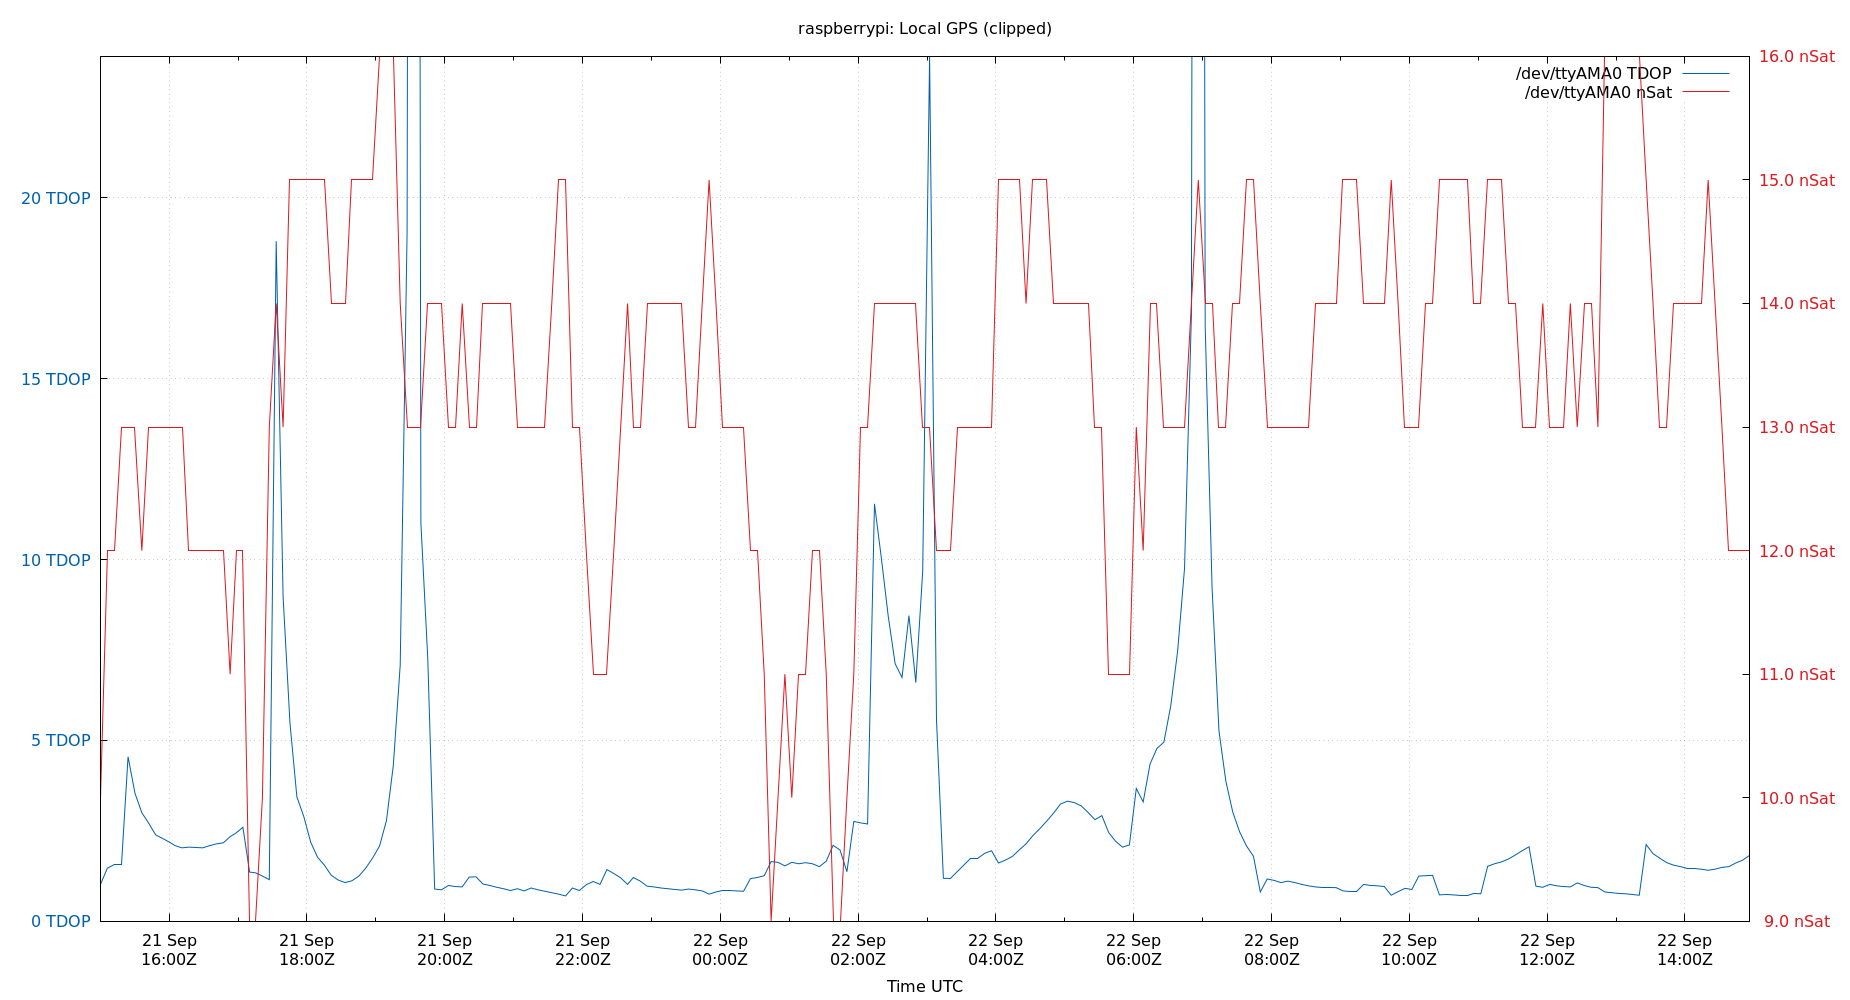 raspberrypi: Local GPS (clipped)
16.0 nSat
/dev/ttyAMA0 TDOP
/dev/ttyAMA0 nSat
15.0 nSat
20 TDOP
14.0 nSat
15 TDOP
13.0 nSat
10 TDOP
12.0 nSat
11.0 nSat
5 TDOP
10.0 nSat
0 TDOP
9.0 nSat
21 Sep 21 Sep 21 Sep 21 Sep 22 Sep 22 Sep 22 Sep 22 Sep 22 Sep 22 Sep 22 Sep 22 Sep
16:00Z 18:00Z 20:00Z 22:00Z 00:00Z 02:00Z 04:00Z 06:00Z 08:00Z 10:00Z 12:00Z 14:00Z
Time UTC